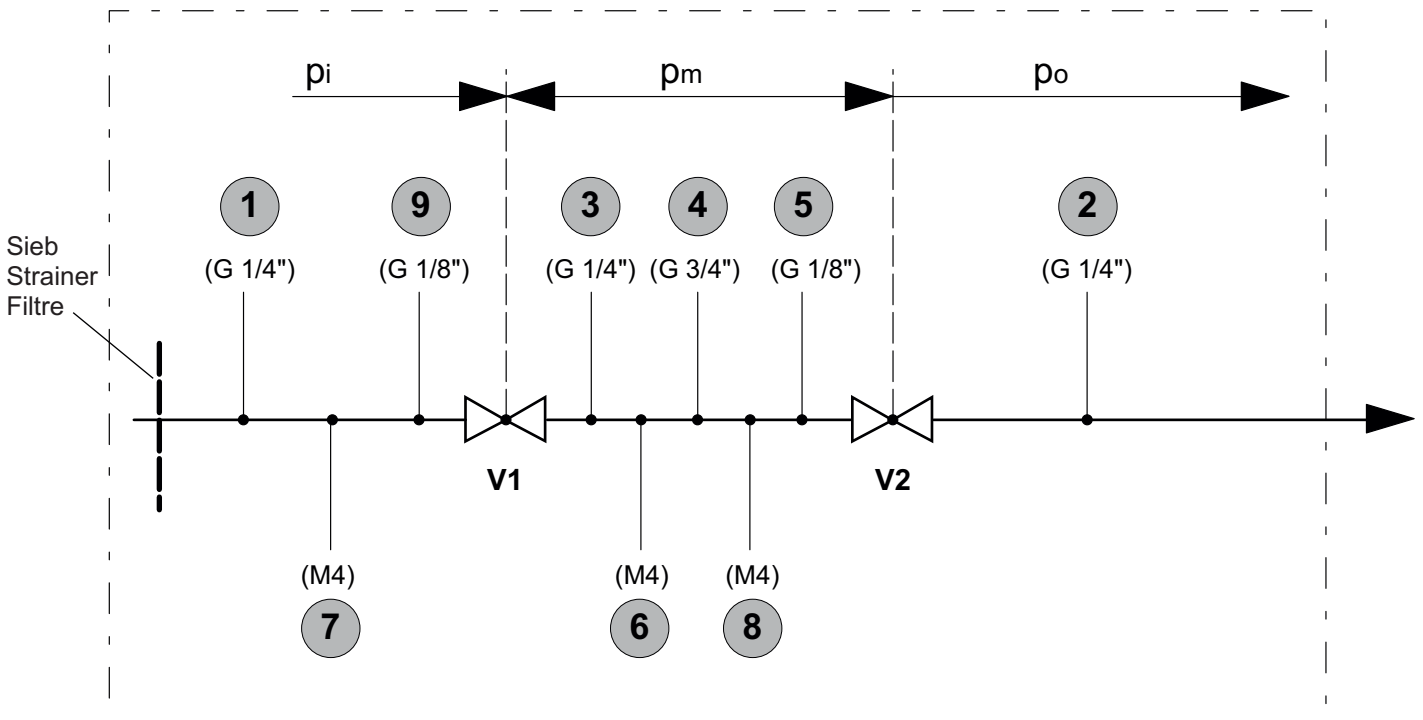 pi
pm
po
1
9
3
4
5
2
Sieb
Strainer
Filtre
(G 1/4")
(G 1/8")
(G 1/4")
(G 3/4")
(G 1/8")
(G 1/4")
V1
V2
(M4)
(M4)
(M4)
7
6
8